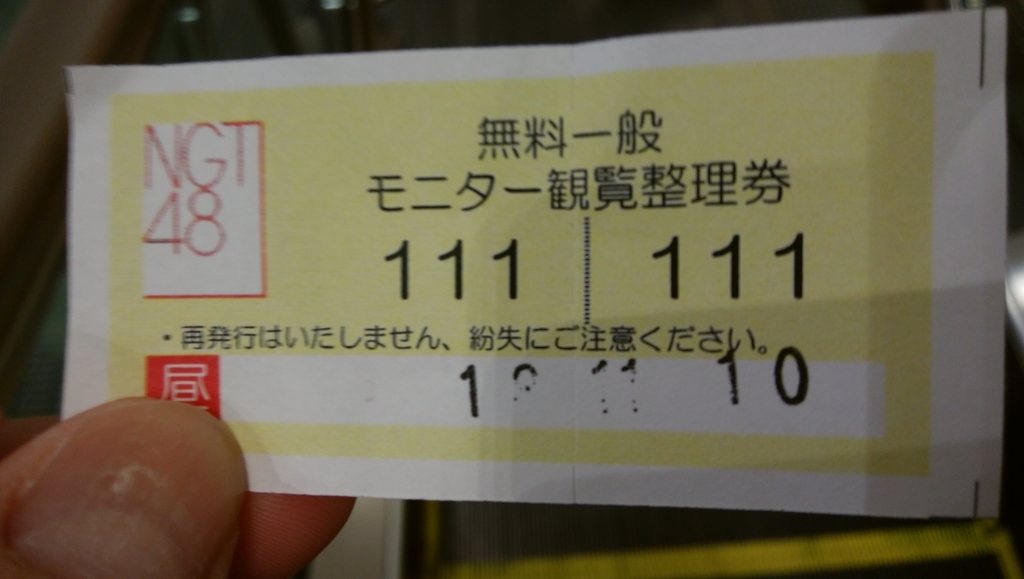 NGT
48
無料一般
モニター観覧整理券
111 111
・再発行はいたしません、紛失にご注意ください。
昼 11 10